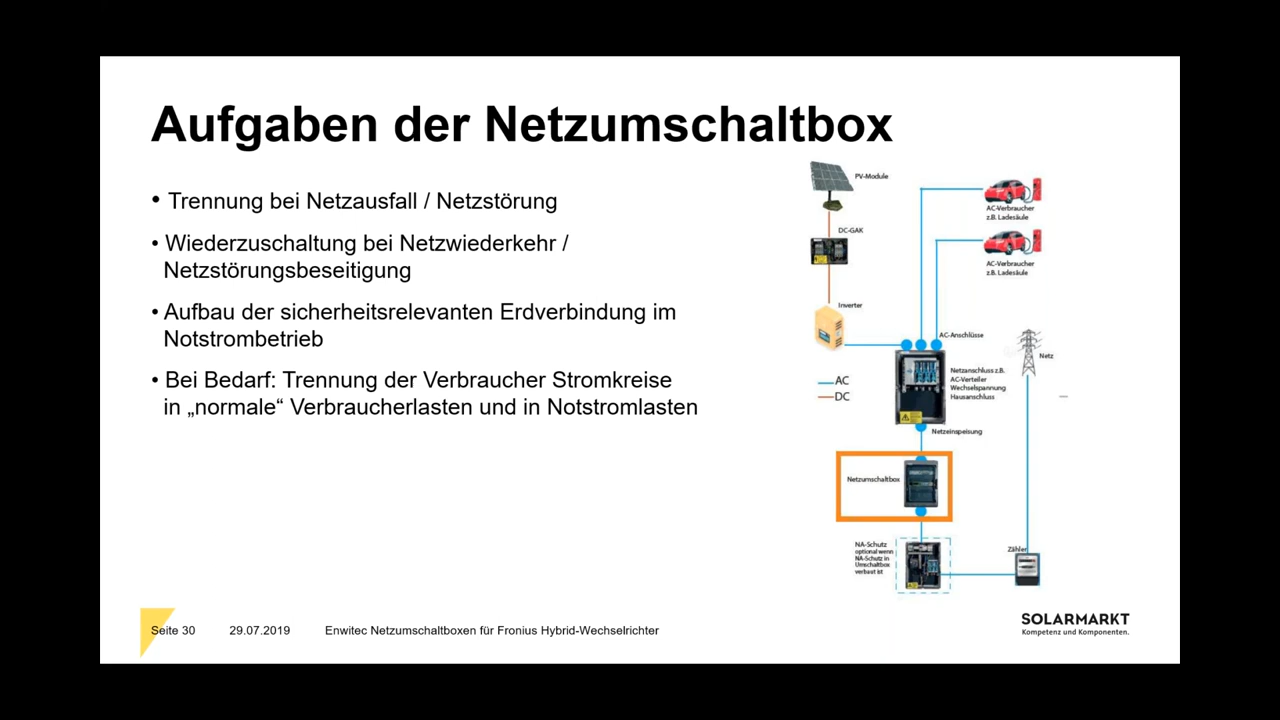 Aufgaben der Netzumschaltbox
• Trennung bei Netzausfall / Netzstörung
• Wiederzuschaltung bei Netzwiederkehr /
Netzstörungsbeseitigung
• Aufbau der sicherheitsrelevanten Erdverbindung im
Notstrombetrieb
• Bei Bedarf: Trennung der Verbraucher Stromkreise
in „normale“ Verbraucherlasten und in Notstromlasten
PV-Module
DC-GAK
Inverter
AC-Verbraucher
z.B. Ladesäule
AC-Verbraucher
z.B. Ladesäule
AC-Anschlüsse
Netz
Netzanschluss z.B.
AC-Verteiler
Wechselspannung
Hausanschluss
AC
DC
Netzeinspeisung
Netzumschaltbox
NA-Schutz
optional wenn
NA-Schutz in
Umschaltbox
verbaut ist
Zähler
Seite 30
29.07.2019
Enwitec Netzumschaltboxen für Fronius Hybrid-Wechselrichter
SOLARMARKT
Kompetenz und Komponenten.